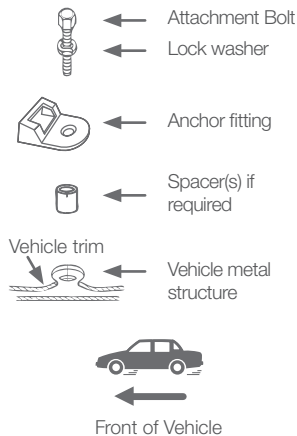 Attachment Bolt
Lock washer
Anchor fitting
Spacer(s) if
required
Vehicle trim
Vehicle metal
structure
Front of Vehicle